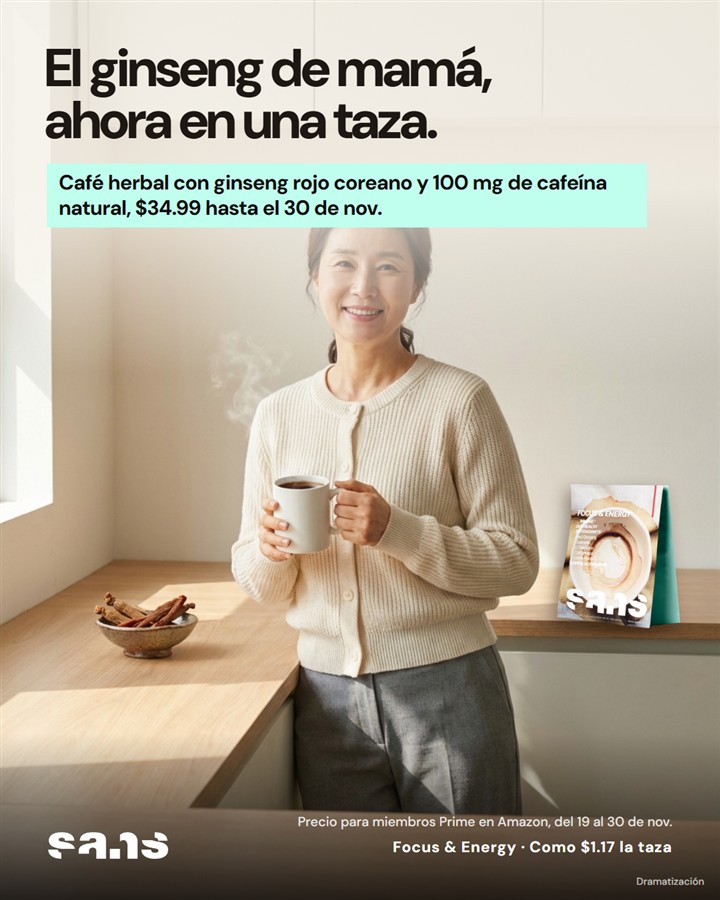 El ginseng de mamá,
ahora en una taza.
Café herbal con ginseng rojo coreano y 100 mg de cafeína
natural, $34.99 hasta el 30 de nov.
FOCUS & ENERGY
sans
Precio para miembros Prime en Amazon, del 19 al 30 de nov.
sans
Focus & Energy · Como $1.17 la taza
Dramatización